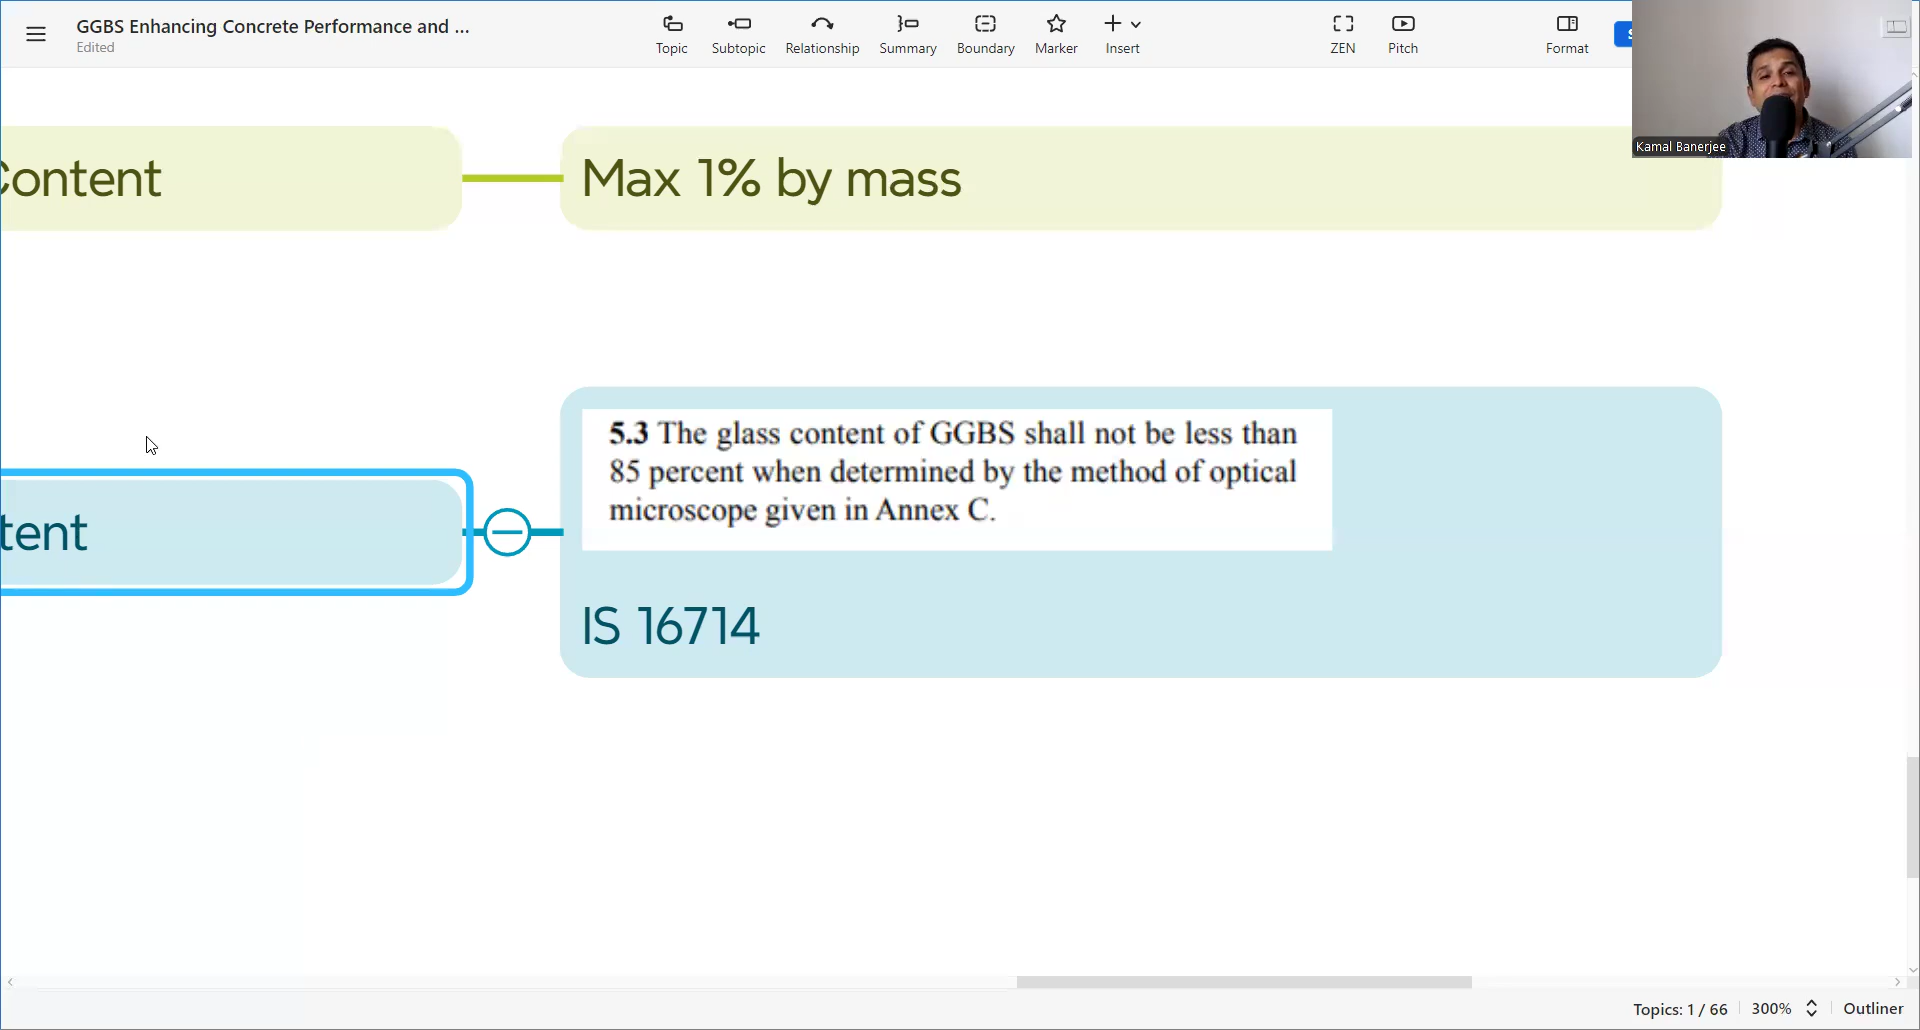 GGBS Enhancing Concrete Performance and ...
Edited
Topic
Subtopic
Relationship
Summary
Boundary
Marker
Insert
ZEN
Pitch
Format
Kamal Banerjee
Content
Max 1% by mass
5.3 The glass content of GGBS shall not be less than
85 percent when determined by the method of optical
microscope given in Annex C.
tent
IS 16714
Topics: 1 / 66
300%
Outliner